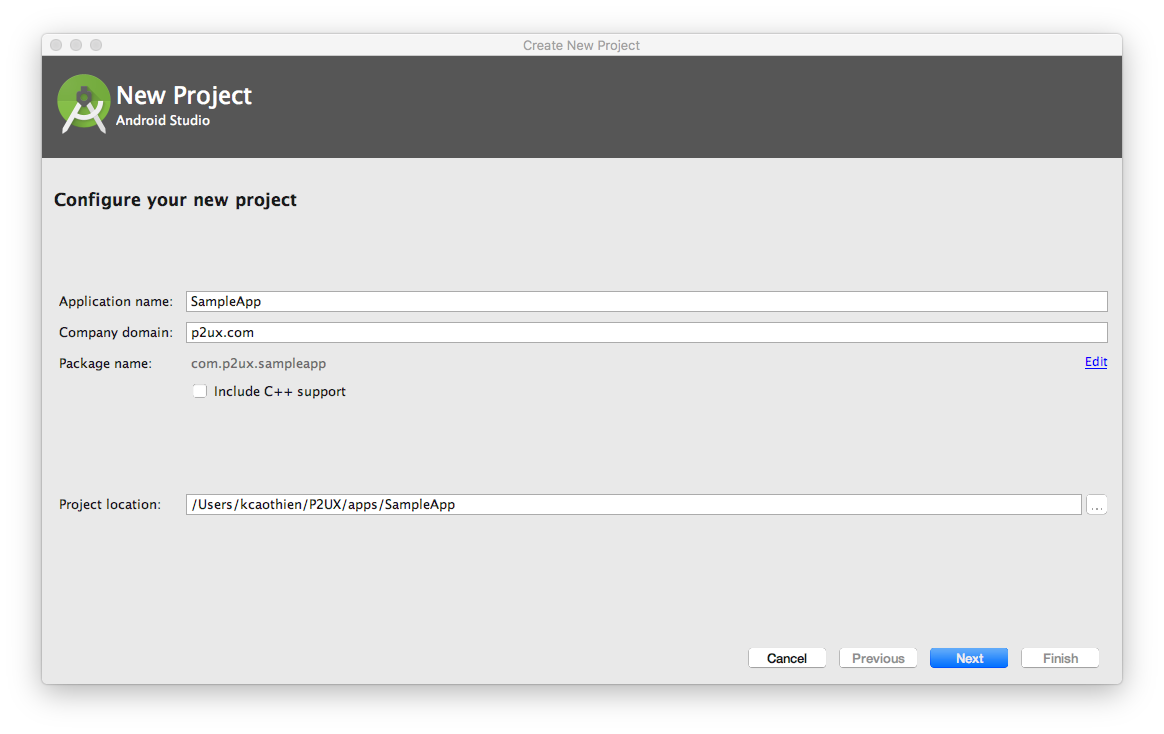 Create New Project
New Project
Android Studio
Configure your new project
Application name: SampleApp
Company domain: p2ux.com
Package name: com.p2ux.sampleapp Edit
Include C++ support
Project location: /Users/kcaothien/P2UX/apps/SampleApp ...
Cancel Previous Next Finish